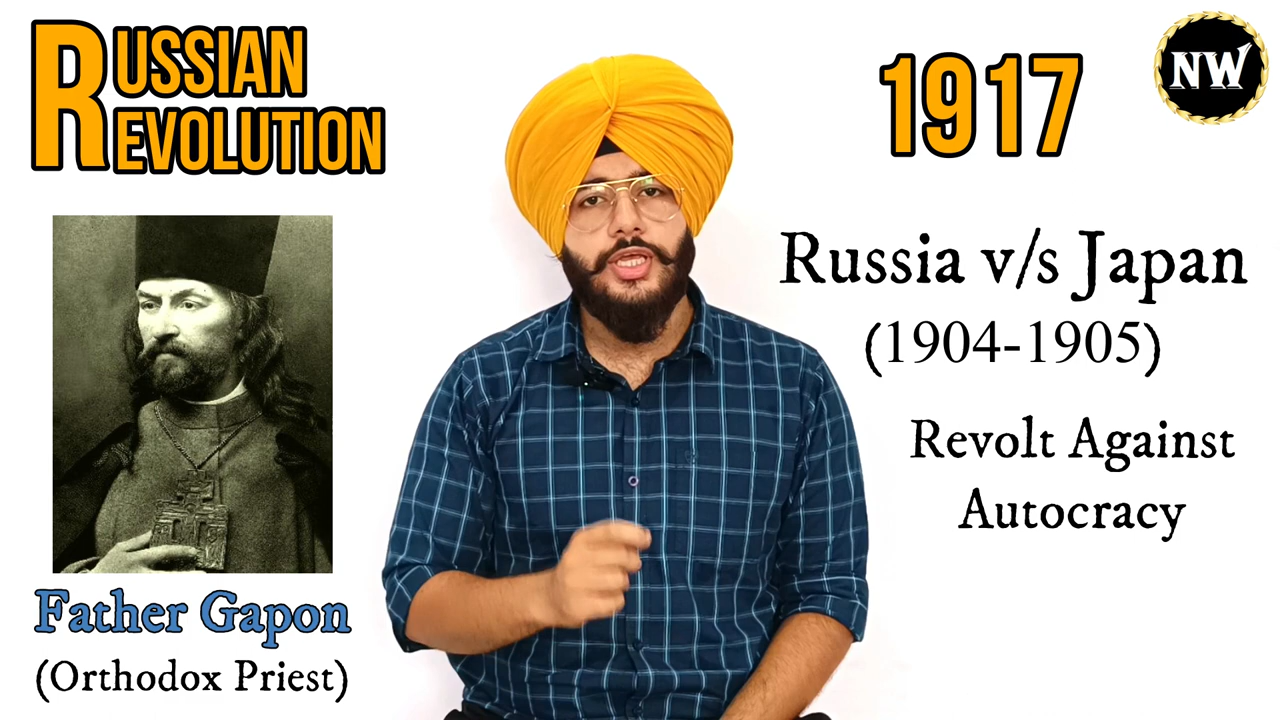 RUSSIAN
REVOLUTION
1917
NW
Russia v/s Japan
(1904-1905)
Revolt Against
Autocracy
Father Gapon
(Orthodox Priest)